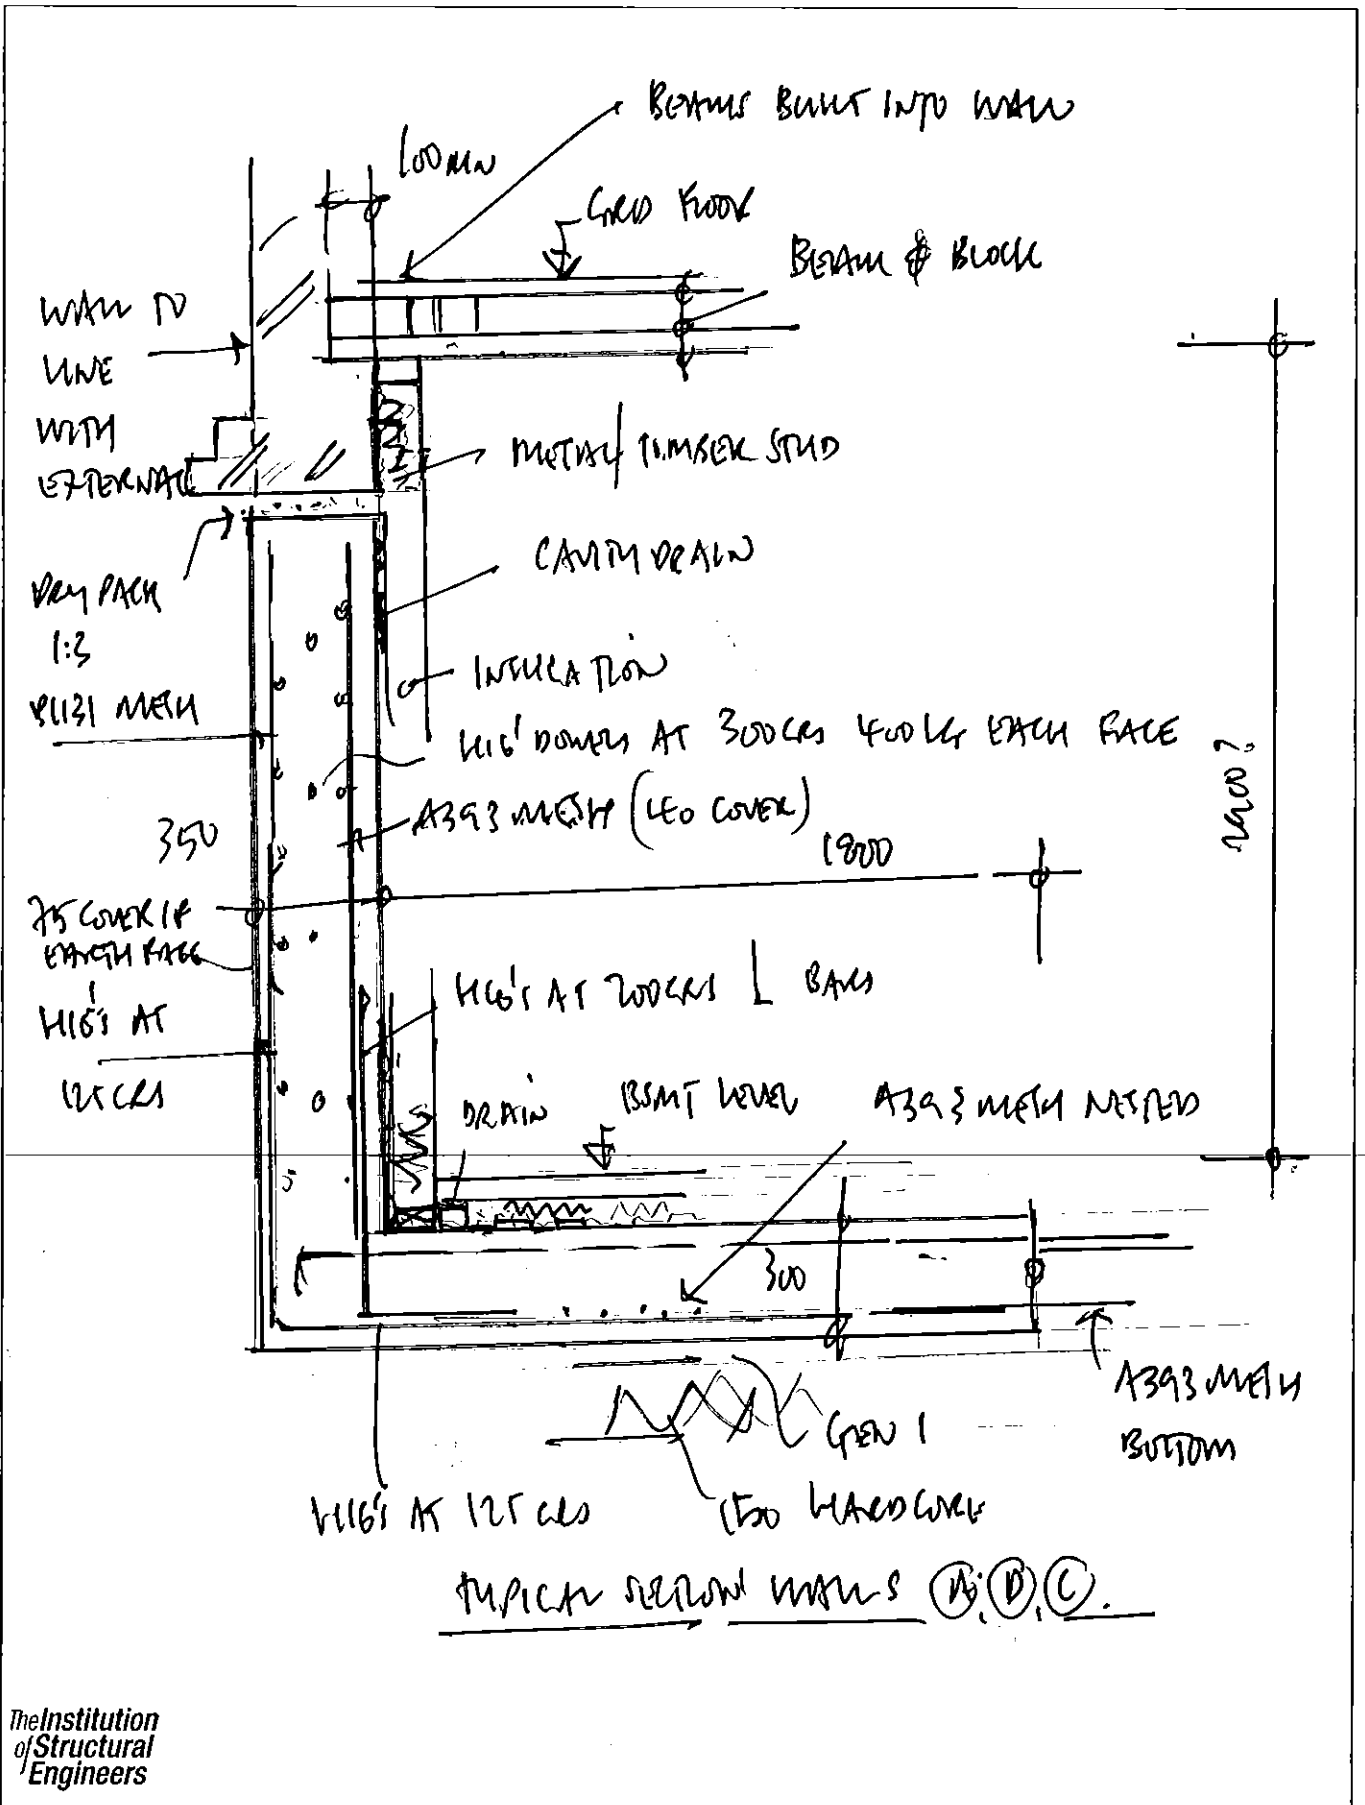 BEAMS BUILT INTO WALL
100 MIN
GRD FLOOR
BEAM & BLOCK
WALL TO
LINE
WITH
EXTERNAL
METAL/TIMBER STUD
CAVITY DRAIN
DRY PACK
1:3
INSULATION
B1131 MESH
H16' DOWELS AT 300CRS 400 LG EACH FACE
A393 MESH (40 COVER)
2900?
350
1800
75 COVER IF
EARTH FACE
H16'S AT
125 CRS
H16'S AT 200CRS L BARS
DRAIN
BSMT LEVEL
A393 MESH NESTED
300
A393 MESH
BOTTOM
GEN 1
H16'S AT 125 CRS
150 HARDCORE
TYPICAL SECTION WALLS A, D, C.
The Institution
of Structural
Engineers